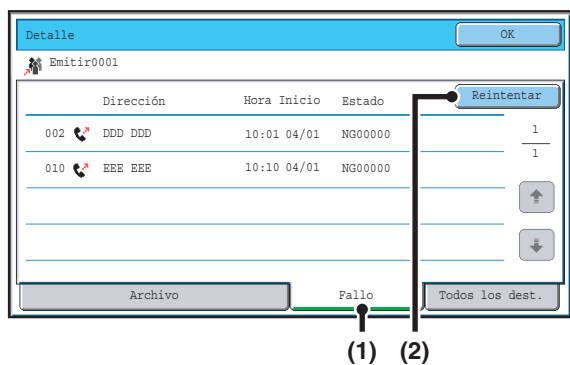 Detalle OK
Emitir0001
Dirección Hora Inicio Estado Reintentar
002 DDD DDD 10:01 04/01 NG00000 1
010 EEE EEE 10:10 04/01 NG00000 1
Archivo Fallo Todos los dest.
(1) (2)